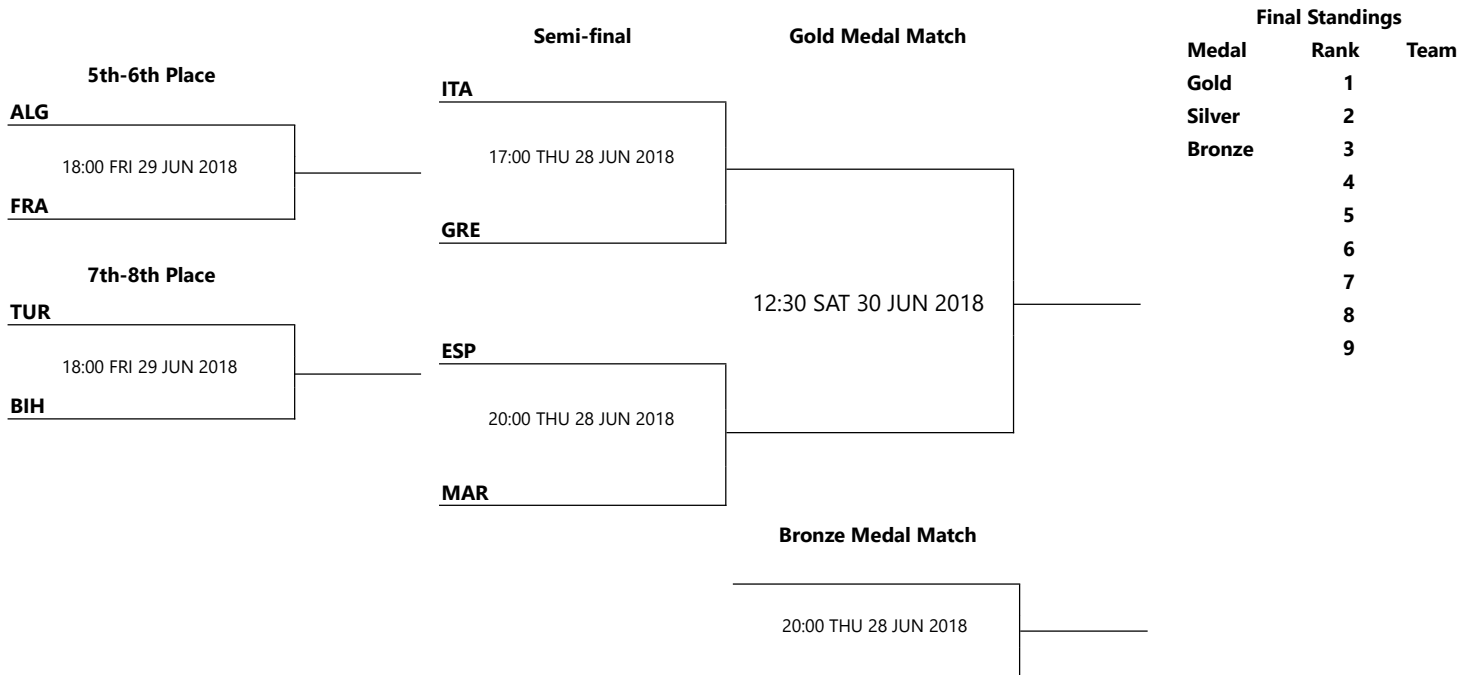 Final Standings
Medal Rank Team
Gold 1
Silver 2
Bronze 3
4
5
6
7
8
9
5th-6th Place
ALG
18:00 FRI 29 JUN 2018
FRA
7th-8th Place
TUR
18:00 FRI 29 JUN 2018
BIH
Semi-final
ITA
17:00 THU 28 JUN 2018
GRE
ESP
20:00 THU 28 JUN 2018
MAR
Gold Medal Match
12:30 SAT 30 JUN 2018
Bronze Medal Match
20:00 THU 28 JUN 2018